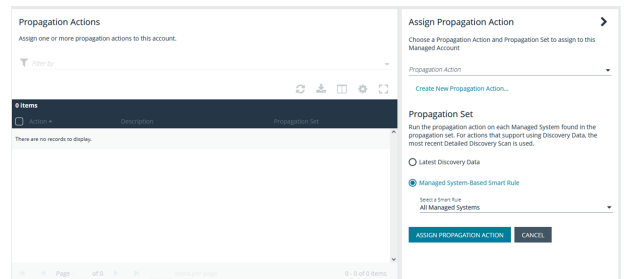 Propagation Actions
Assign one or more propagation actions to this account.
Filter by
0 items
Action
Description
Propagation Set
There are no records to display.
Page
of 0
Items per page
0 - 0 of 0 items
Assign Propagation Action
Choose a Propagation Action and Propagation Set to assign to this
Managed Account
Propagation Action
Create New Propagation Action...
Propagation Set
Run the propagation action on each Managed System found in the
propagation set. For actions that support using Discovery Data, the
most recent Detailed Discovery Scan is used.
Latest Discovery Data
Managed System-Based Smart Rule
Select a Smart Rule
All Managed Systems
ASSIGN PROPAGATION ACTION
CANCEL